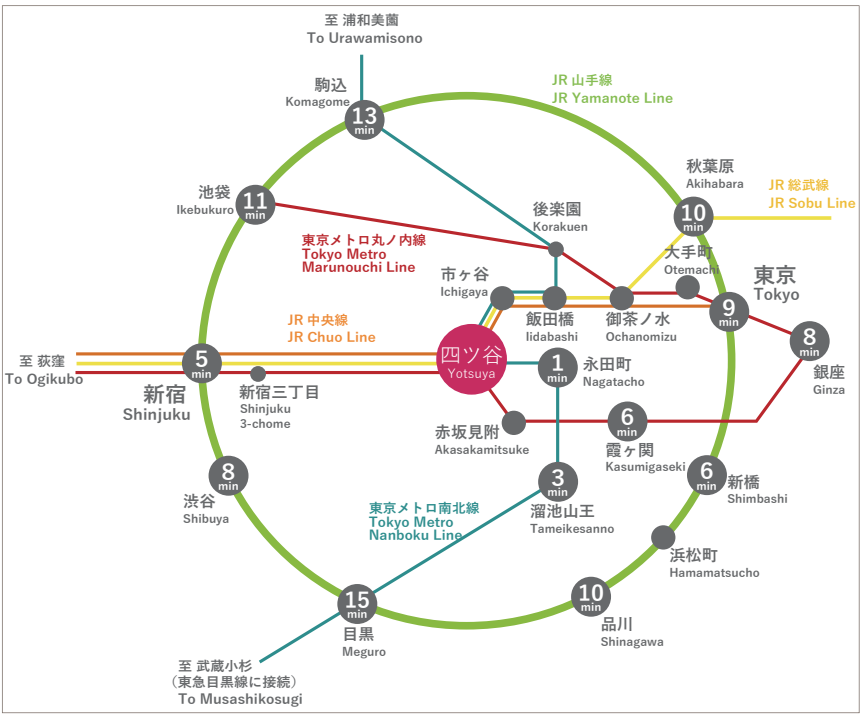 至 浦和美薗
To Urawamisono
駒込
Komagome
13
min
JR 山手線
JR Yamanote Line
秋葉原
Akihabara
10
min
JR 総武線
JR Sobu Line
池袋
Ikebukuro
11
min
後楽園
Korakuen
東京メトロ丸ノ内線
Tokyo Metro
Marunouchi Line
大手町
Otemachi
市ヶ谷
Ichigaya
東京
Tokyo
9
min
飯田橋
Iidabashi
御茶ノ水
Ochanomizu
JR 中央線
JR Chuo Line
8
min
銀座
Ginza
四ツ谷
Yotsuya
至 荻窪
To Ogikubo
5
min
新宿
Shinjuku
新宿三丁目
Shinjuku
3-chome
1
min
永田町
Nagatacho
赤坂見附
Akasakamitsuke
6
min
霞ヶ関
Kasumigaseki
8
min
渋谷
Shibuya
3
min
溜池山王
Tameikesanno
6
min
新橋
Shimbashi
東京メトロ南北線
Tokyo Metro
Nanboku Line
浜松町
Hamamatsucho
15
min
目黒
Meguro
10
min
品川
Shinagawa
至 武蔵小杉
(東急目黒線に接続)
To Musashikosugi